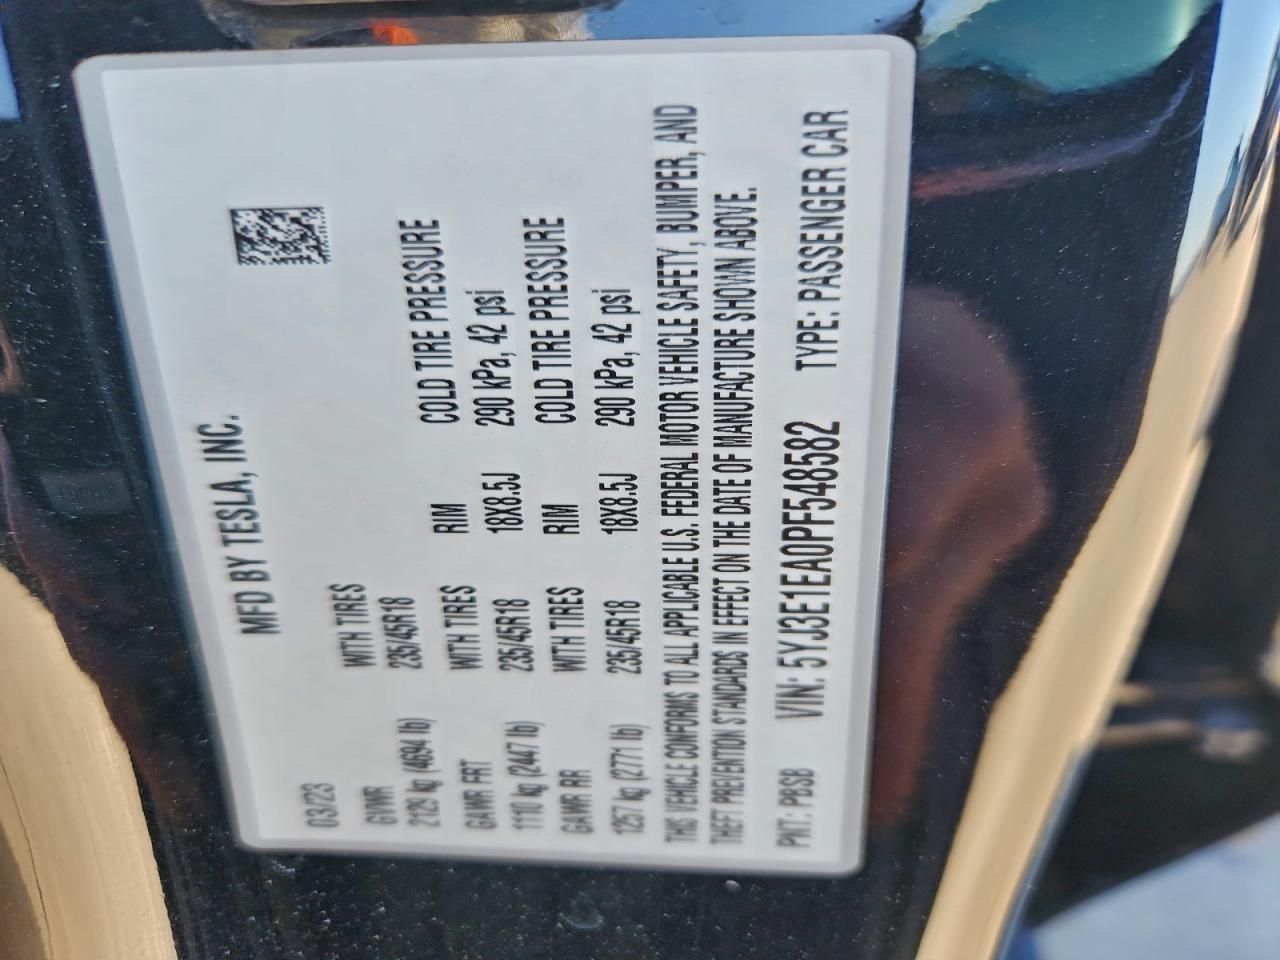 MFD BY TESLA, INC.
03/23
GVWR WITH TIRES RIM COLD TIRE PRESSURE
2129 kg (4694 lb) 235/45R18
GAWR FRT WITH TIRES RIM COLD TIRE PRESSURE
1110 kg (2447 lb) 235/45R18 18X8.5J 290 kPa, 42 psi
GAWR RR WITH TIRES RIM COLD TIRE PRESSURE
1257 kg (2771 lb) 235/45R18 18X8.5J 290 kPa, 42 psi
THIS VEHICLE CONFORMS TO ALL APPLICABLE U.S. FEDERAL MOTOR VEHICLE SAFETY, BUMPER, AND
THEFT PREVENTION STANDARDS IN EFFECT ON THE DATE OF MANUFACTURE SHOWN ABOVE.
PNT: PBSB VIN: 5YJ3E1EA0PF548582 TYPE: PASSENGER CAR